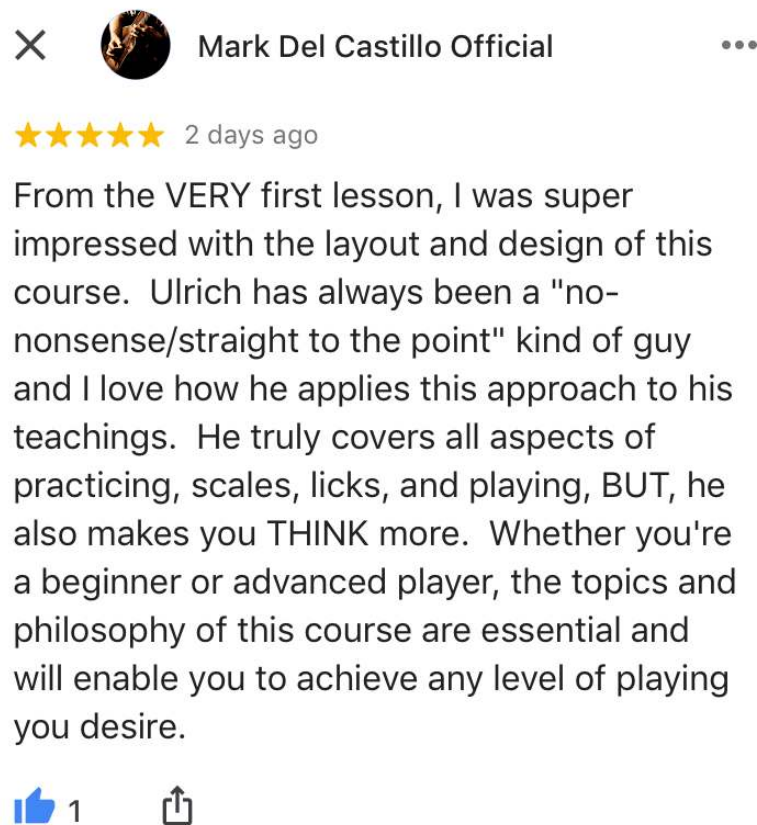 Mark Del Castillo Official
2 days ago
From the VERY first lesson, I was super
impressed with the layout and design of this
course.  Ulrich has always been a "no-
nonsense/straight to the point" kind of guy
and I love how he applies this approach to his
teachings.  He truly covers all aspects of
practicing, scales, licks, and playing, BUT, he
also makes you THINK more.  Whether you're
a beginner or advanced player, the topics and
philosophy of this course are essential and
will enable you to achieve any level of playing
you desire.
1